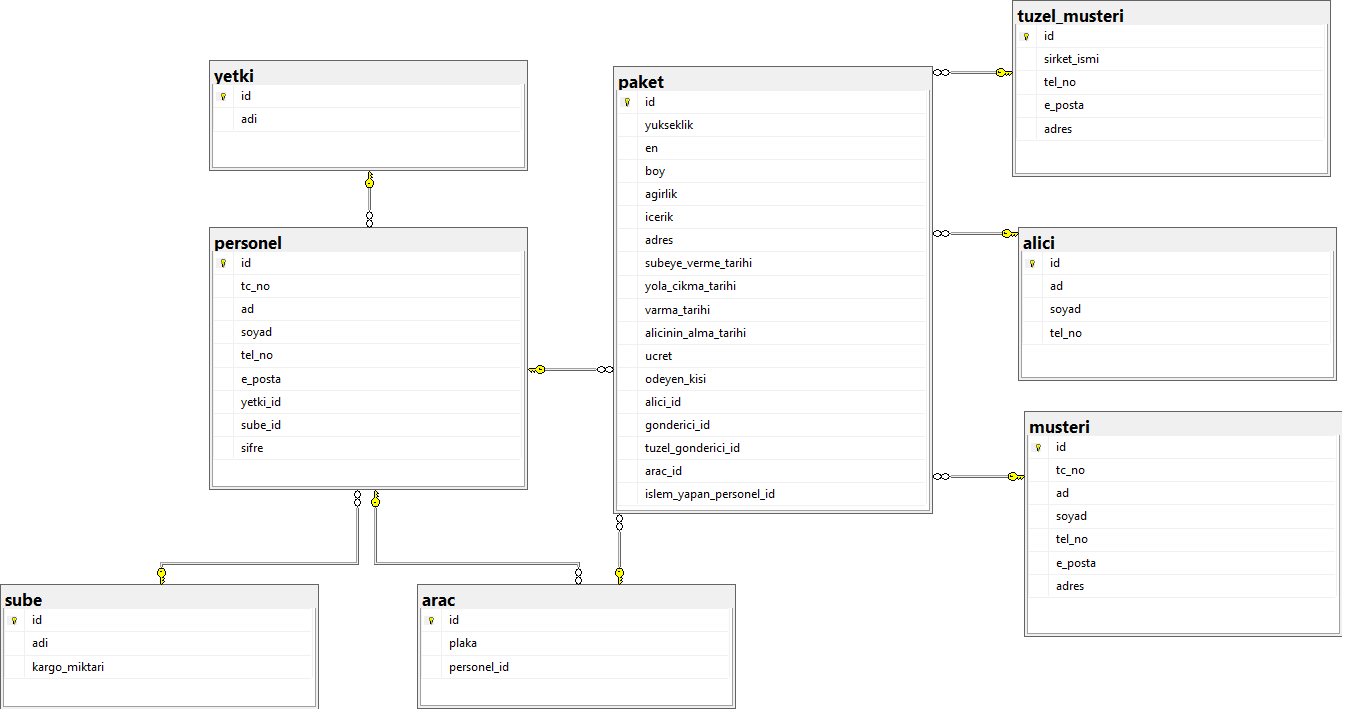 yetki
id
adi
personel
id
tc_no
ad
soyad
tel_no
e_posta
yetki_id
sube_id
sifre
sube
id
adi
kargo_miktari
arac
id
plaka
personel_id
paket
id
yukseklik
en
boy
agirlik
icerik
adres
subeye_verme_tarihi
yola_cikma_tarihi
varma_tarihi
alicinin_alma_tarihi
ucret
odeyen_kisi
alici_id
gonderici_id
tuzel_gonderici_id
arac_id
islem_yapan_personel_id
tuzel_musteri
id
sirket_ismi
tel_no
e_posta
adres
alici
id
ad
soyad
tel_no
musteri
id
tc_no
ad
soyad
tel_no
e_posta
adres